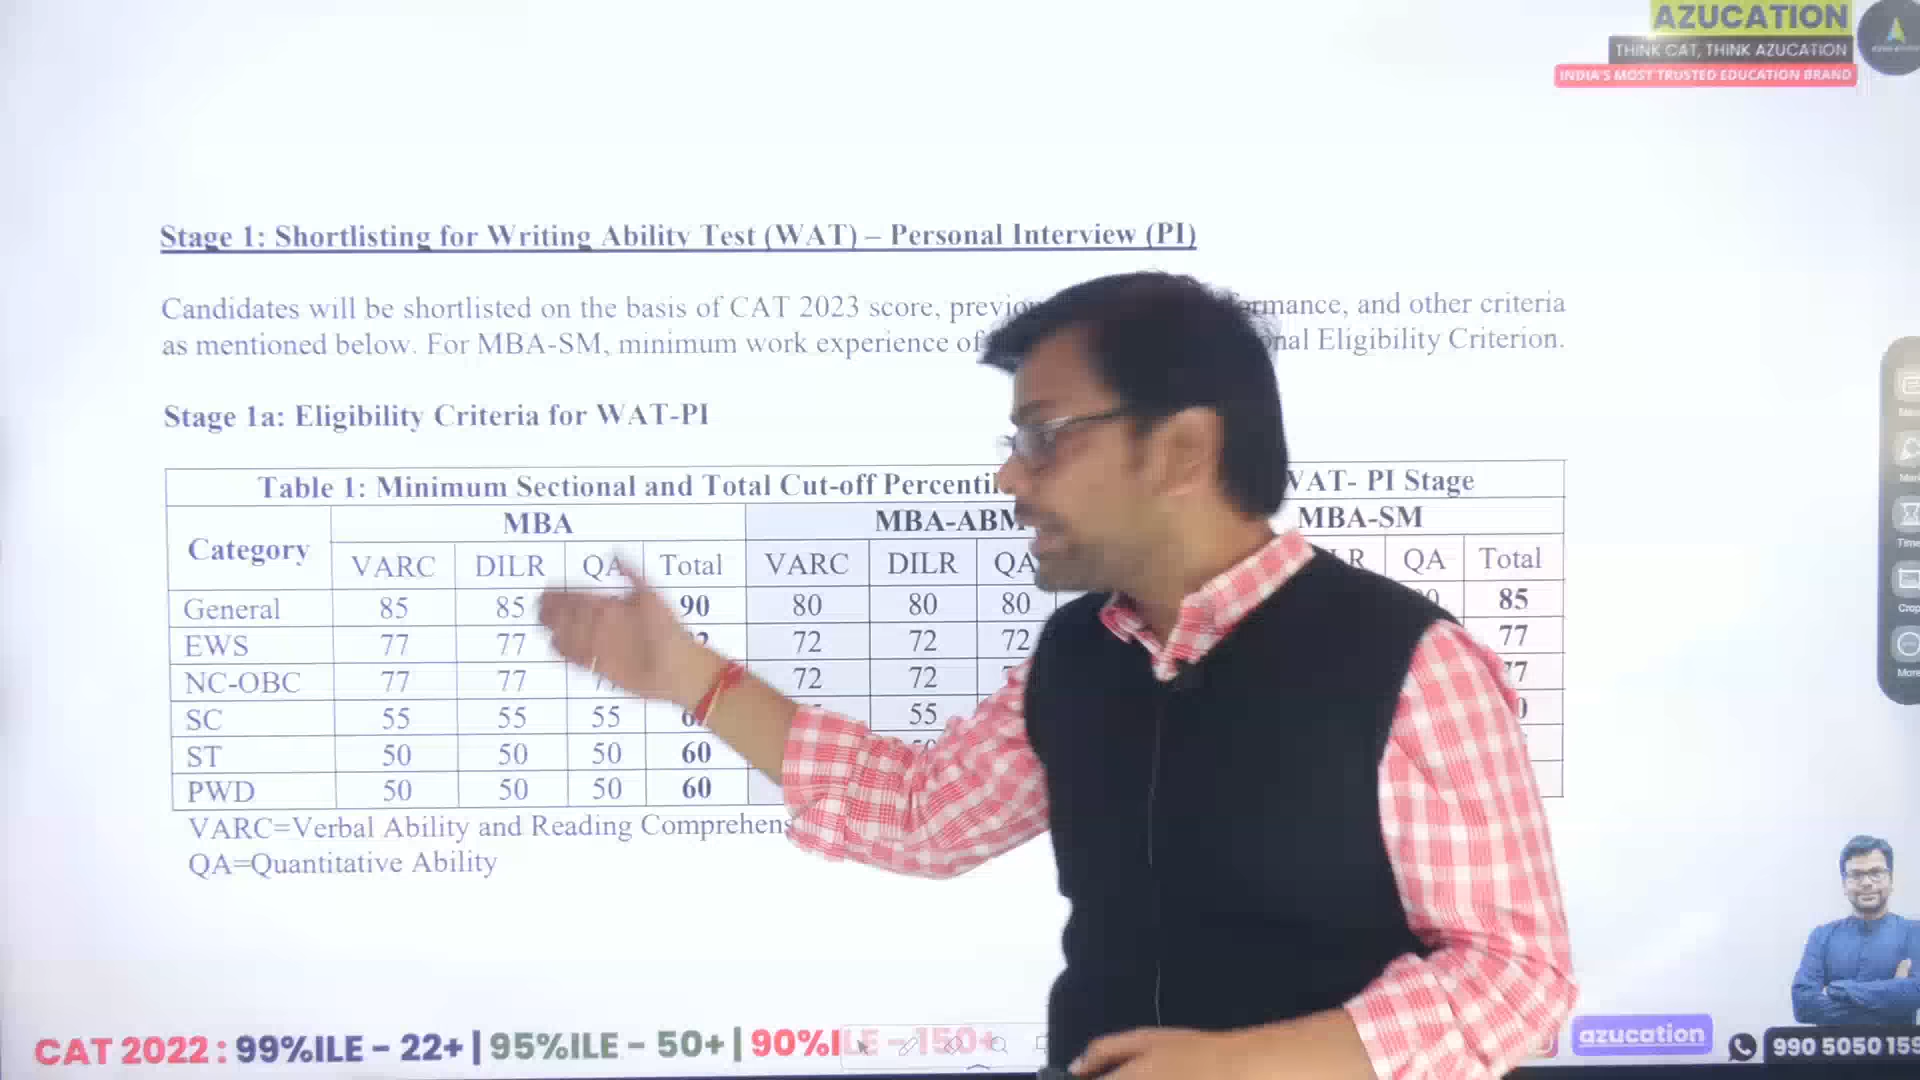 AZUCATION
THINK CAT, THINK AZUCATION
INDIA'S MOST TRUSTED EDUCATION BRAND
Stage 1: Shortlisting for Writing Ability Test (WAT) – Personal Interview (PI)
Candidates will be shortlisted on the basis of CAT 2023 score, and other criteria
as mentioned below. For MBA-SM, minimum work experience of Eligibility Criterion.
Stage 1a: Eligibility Criteria for WAT-PI
Table 1: Minimum Sectional and Total Cut-off PI Stage
Category MBA MBA-ABM MBA-SM
VARC DILR QA Total VARC DILR QA QA Total
General 85 85 90 80 80 80 85
EWS 77 77 72 72 72 77
NC-OBC 77 77 72 72
SC 55 55 55 55
ST 50 50 50 60
PWD 50 50 50 60
VARC=Verbal Ability and Reading
QA=Quantitative Ability
CAT 2022 : 99%ILE – 22+ | 95%ILE – 50+ | 90%ILE – 150+
azucation
990 5050 159